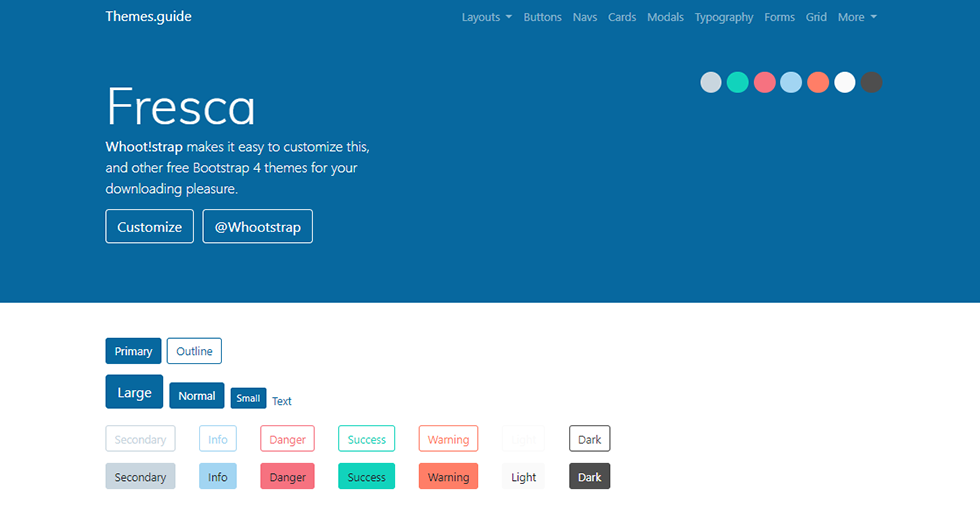 Themes.guide
Layouts Buttons Navs Cards Modals Typography Forms Grid More
Fresca
Whoot!strap makes it easy to customize this,
and other free Bootstrap 4 themes for your
downloading pleasure.
Customize @Whootstrap
Primary Outline
Large Normal Small Text
Secondary Info Danger Success Warning Light Dark
Secondary Info Danger Success Warning Light Dark